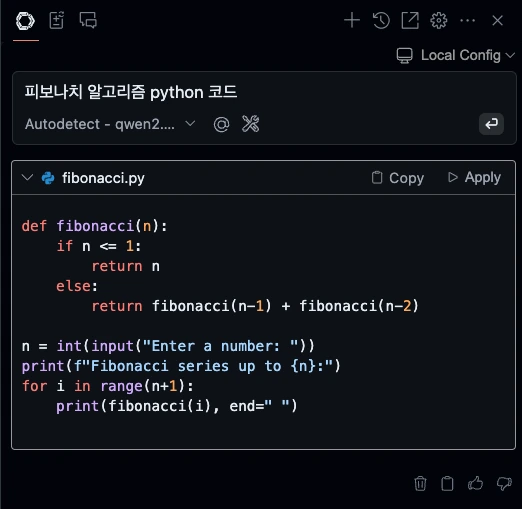 Local Config
피보나치 알고리즘 python 코드
Autodetect - qwen2....
fibonacci.py
Copy
Apply
def fibonacci(n):
    if n <= 1:
        return n
    else:
        return fibonacci(n-1) + fibonacci(n-2)

n = int(input("Enter a number: "))
print(f"Fibonacci series up to {n}:")
for i in range(n+1):
    print(fibonacci(i), end=" ")